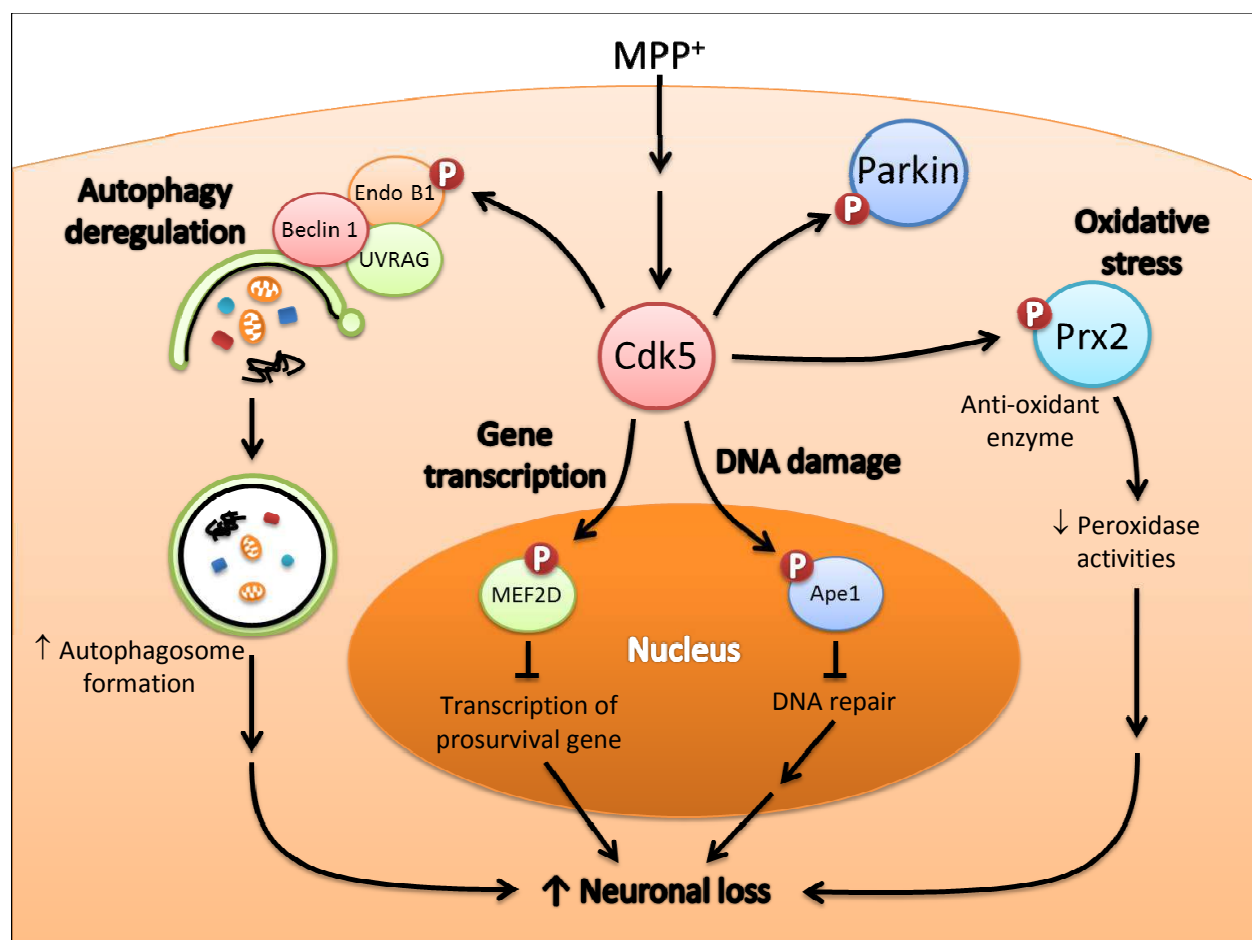 MPP⁺
Autophagy
deregulation
Endo B1
P
Beclin 1
UVRAG
Parkin
P
Oxidative
stress
P
Prx2
Cdk5
Anti-oxidant
enzyme
Gene
transcription
DNA damage
↓ Peroxidase
activities
P
MEF2D
P
Ape1
Nucleus
↑ Autophagosome
formation
Transcription of
prosurvival gene
DNA repair
↑ Neuronal loss